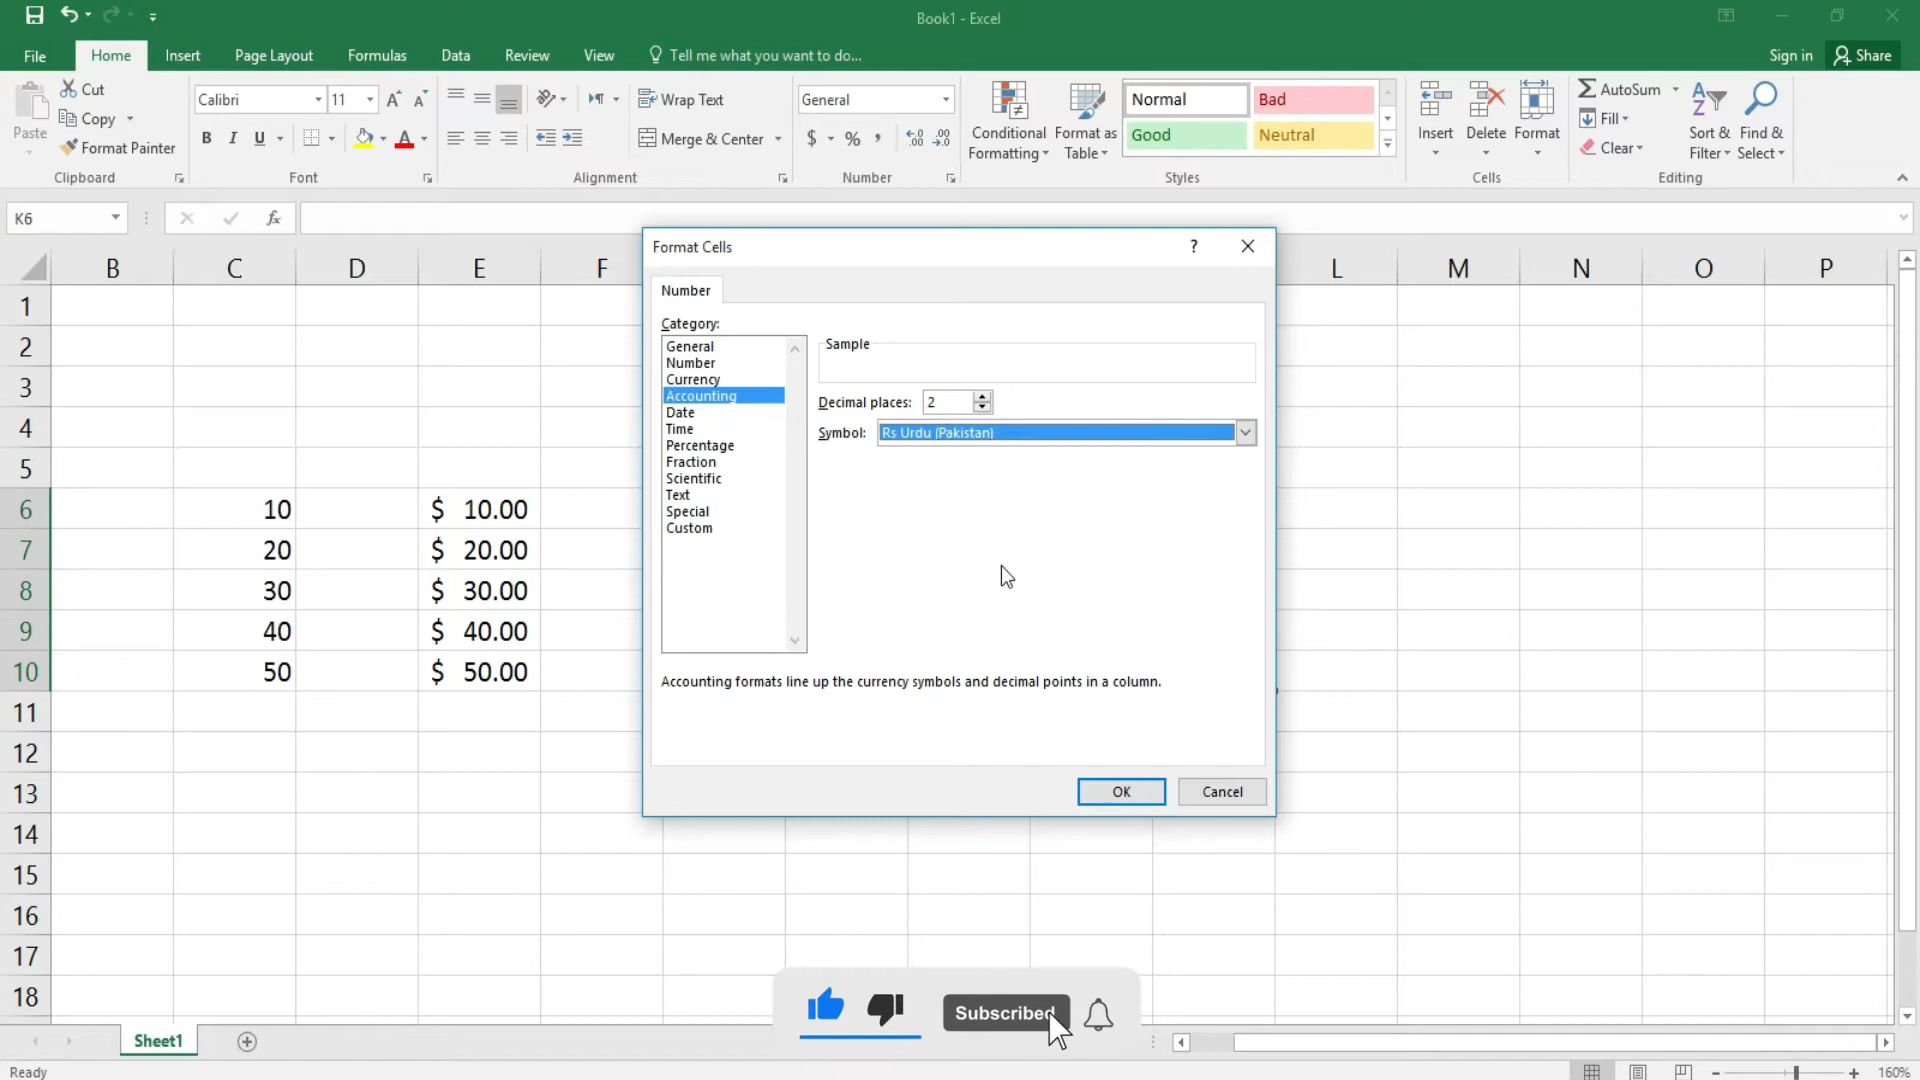 Book1 - Excel
File Home Insert Page Layout Formulas Data Review View Tell me what you want to do... Sign in Share
Paste
Cut
Copy
Format Painter
Clipboard
Calibri 11
B I U
Font
Wrap Text
Merge & Center
Alignment
General
$ %
Number
Conditional Formatting
Format as Table
Normal Bad
Good Neutral
Styles
Insert Delete Format
Cells
AutoSum
Fill
Clear
Sort & Filter
Find & Select
Editing
K6 fx
B C D E F L M N O P
1
2
3
4
5
6 10 $ 10.00
7 20 $ 20.00
8 30 $ 30.00
9 40 $ 40.00
10 50 $ 50.00
11
12
13
14
15
16
17
18
Format Cells ?
Number
Category:
General
Number
Currency
Accounting
Date
Time
Percentage
Fraction
Scientific
Text
Special
Custom
Sample
Decimal places: 2
Symbol: Rs Urdu (Pakistan)
Accounting formats line up the currency symbols and decimal points in a column.
OK Cancel
Subscribed
Sheet1
Ready 160%